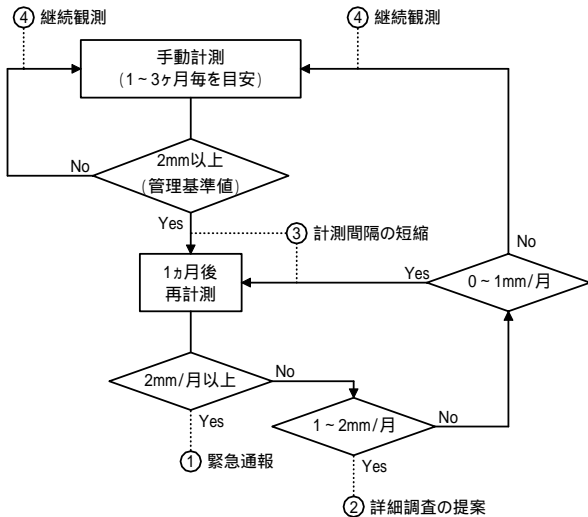 ④ 継続観測
④ 継続観測
手動計測
(1~3ヶ月毎を目安)
No
2mm以上
(管理基準値)
Yes
③ 計測間隔の短縮
No
1ヵ月後
再計測
Yes
0~1mm/月
2mm/月以上
No
Yes
1~2mm/月
No
① 緊急通報
Yes
② 詳細調査の提案